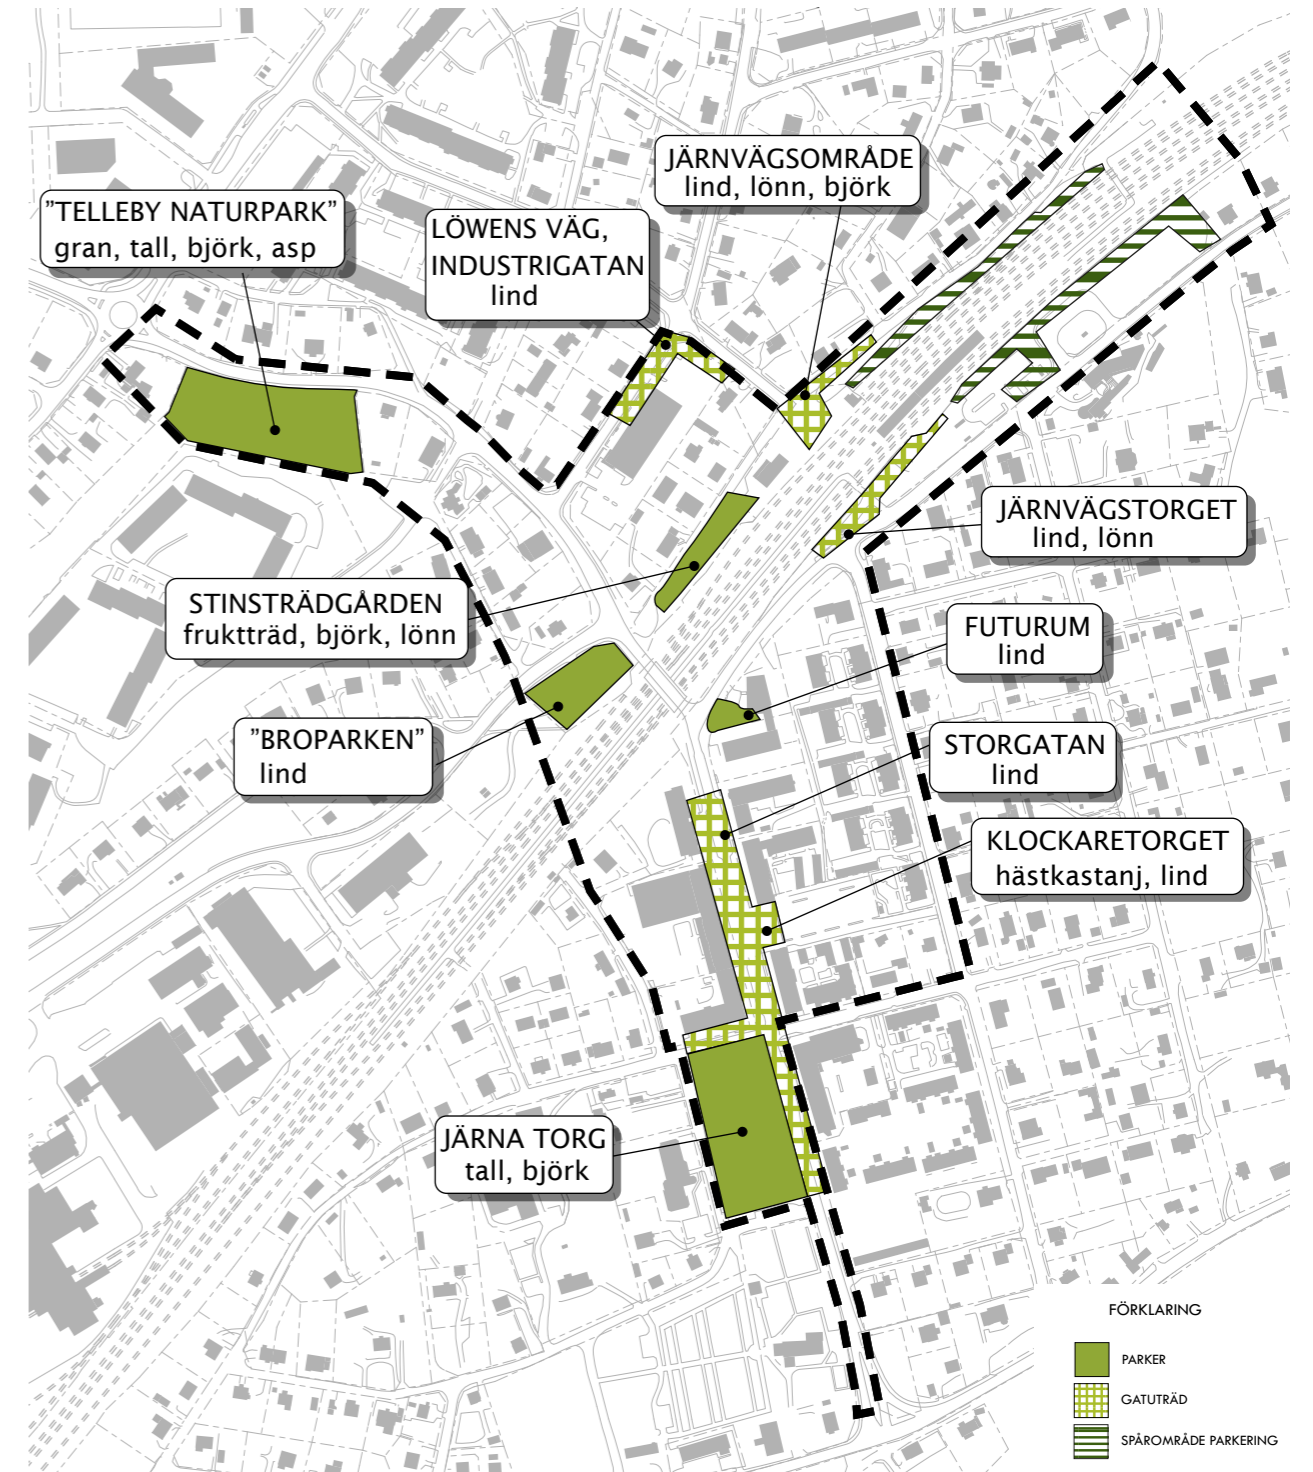 JÄRNVÄGSOMRÅDE
lind, lönn, björk
"TELLEBY NATURPARK"
gran, tall, björk, asp
LÖWENS VÄG,
INDUSTRIGATAN
lind
JÄRNVÄGSTORGET
lind, lönn
STINSTRÄDGÅRDEN
fruktträd, björk, lönn
FUTURUM
lind
"BROPARKEN"
lind
STORGATAN
lind
KLOCKARETORGET
hästkastanj, lind
JÄRNA TORG
tall, björk
FÖRKLARING
PARKER
GATUTRÄD
SPÅROMRÅDE PARKERING